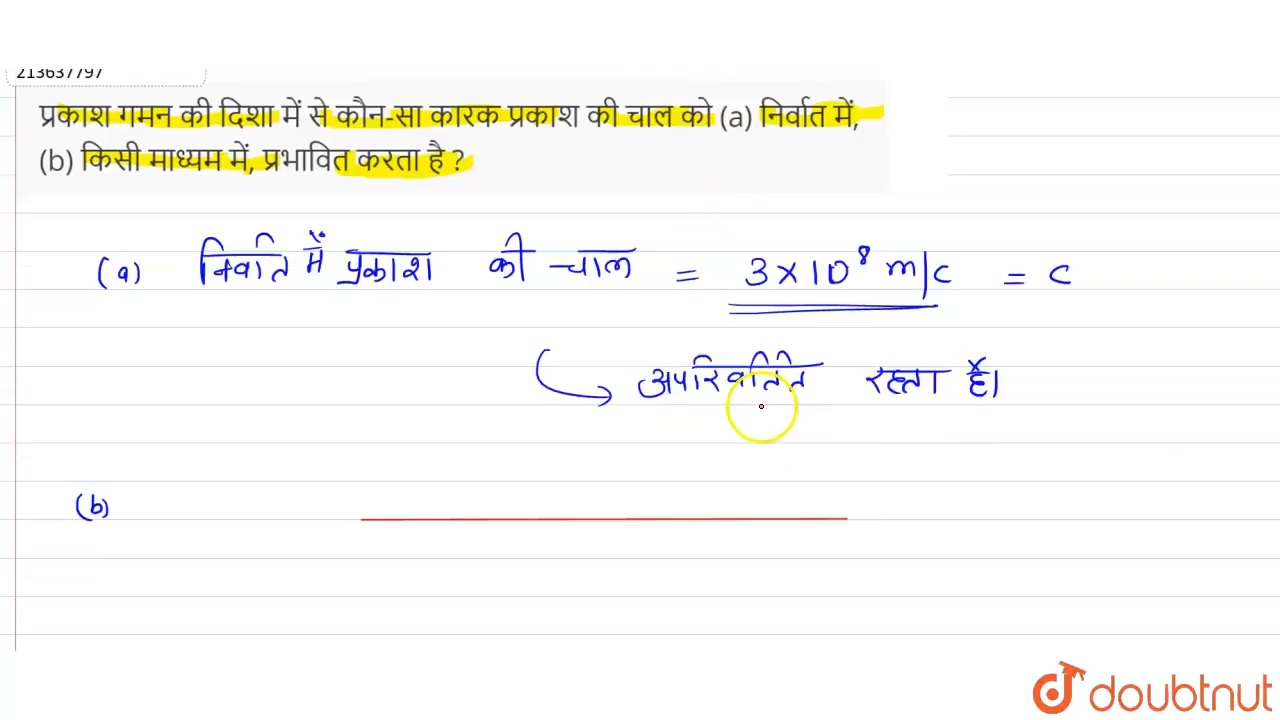 213637797
प्रकाश गमन की दिशा में से कौन-सा कारक प्रकाश की चाल को (a) निर्वात में,
(b) किसी माध्यम में, प्रभावित करता है ?
(a) निर्वात में प्रकाश की चाल = 3 × 10⁸ m/c = c
अपरिवर्तित रहता है।
(b)
doubtnut